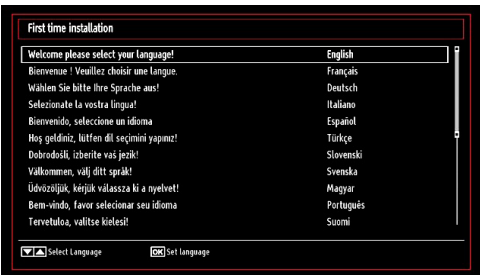 First time installation
Welcome please select your language! English
Bienvenue ! Veuillez choisir une langue. Français
Wählen Sie bitte Ihre Sprache aus! Deutsch
Selezionate la vostra lingua! Italiano
Bienvenido, seleccione un idioma Español
Hoş geldiniz, lütfen dil seçimini yapınız! Türkçe
Dobrodošli, izberite vaš jezik! Slovenski
Välkommen, välj ditt språk! Svenska
Üdvözöljük, kérjük válassza ki a nyelvet! Magyar
Bem-vindo, favor selecionar seu idioma Português
Tervetuloa, valitse kielesi! Suomi
Select Language OK Set language